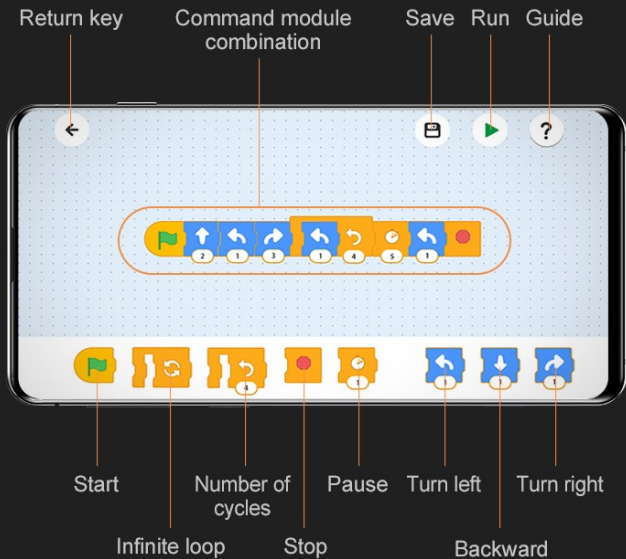 Return key
Command module
combination
Save
Run
Guide
?
2
1
3
1
4
5
1
4
1
1
1
1
Start
Number of
cycles
Pause
Turn left
Turn right
Infinite loop
Stop
Backward